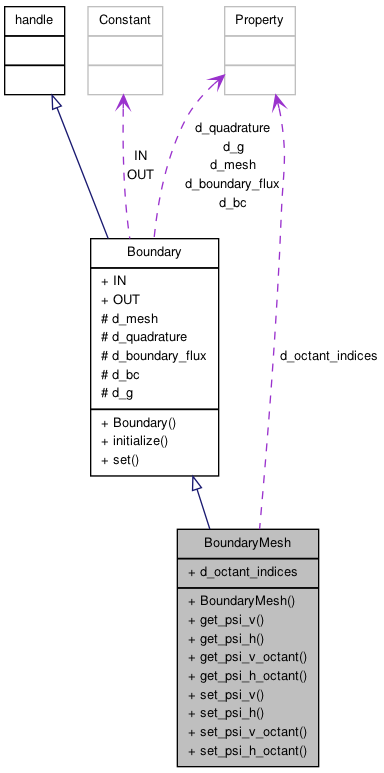 handle
Constant
Property
d_quadrature
d_g
d_mesh
d_boundary_flux
d_bc
IN
OUT
Boundary
+ IN
+ OUT
# d_mesh
# d_quadrature
# d_boundary_flux
# d_bc
# d_g
+ Boundary()
+ initialize()
+ set()
d_octant_indices
BoundaryMesh
+ d_octant_indices
+ BoundaryMesh()
+ get_psi_v()
+ get_psi_h()
+ get_psi_v_octant()
+ get_psi_h_octant()
+ set_psi_v()
+ set_psi_h()
+ set_psi_v_octant()
+ set_psi_h_octant()